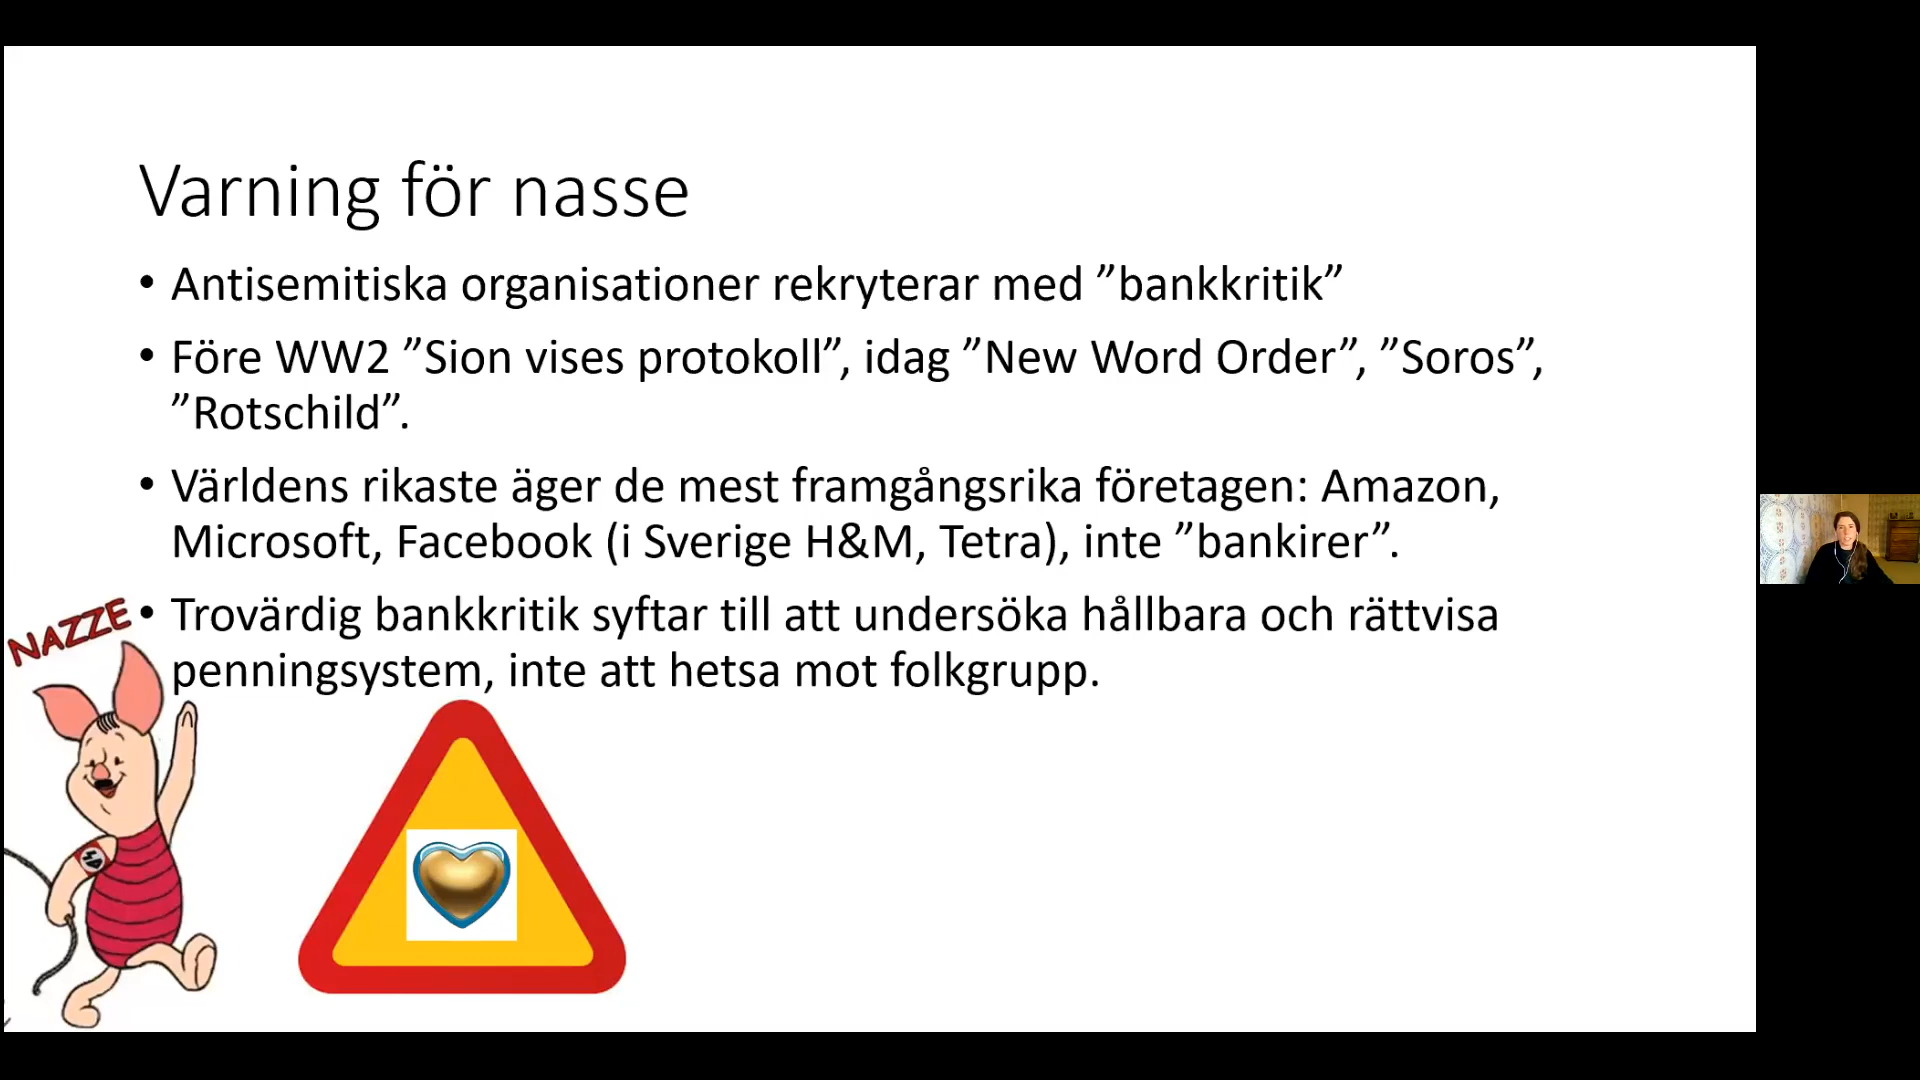 Varning för nasse
• Antisemitiska organisationer rekryterar med ”bankkritik”
• Före WW2 ”Sion vises protokoll”, idag ”New Word Order”, ”Soros”,
”Rotschild”.
• Världens rikaste äger de mest framgångsrika företagen: Amazon,
Microsoft, Facebook (i Sverige H&M, Tetra), inte ”bankirer”.
• Trovärdig bankkritik syftar till att undersöka hållbara och rättvisa
penningsystem, inte att hetsa mot folkgrupp.
NAZZE